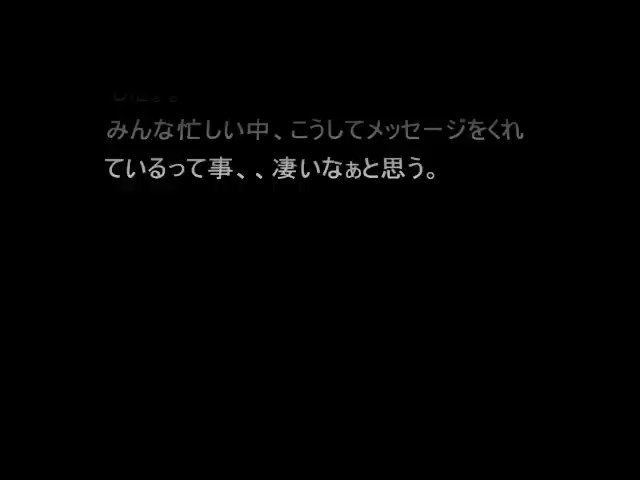 みんな忙しい中、こうしてメッセージをくれ
ているって事、、凄いなぁと思う。